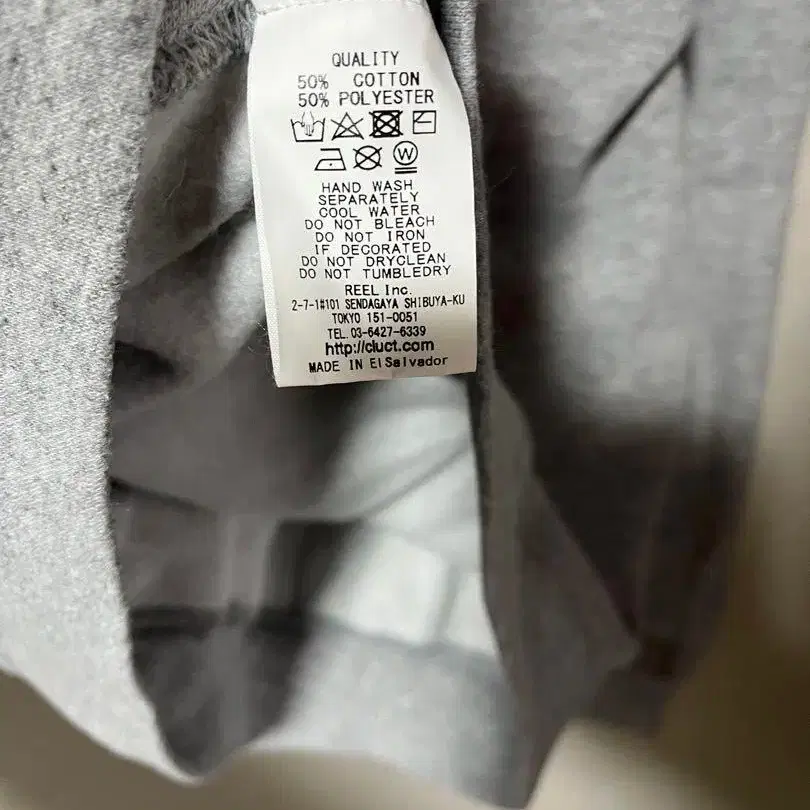 QUALITY
50% COTTON
50% POLYESTER
W
HAND WASH
SEPARATELY
COOL WATER
DO NOT BLEACH
DO NOT IRON
IF DECORATED
DO NOT DRYCLEAN
DO NOT TUMBLEDRY
REEL Inc.
2-7-1#101 SENDAGAYA SHIBUYA-KU
TOKYO 151-0051
TEL.03-6427-6339
http://cluct.com
MADE IN ElSalvador